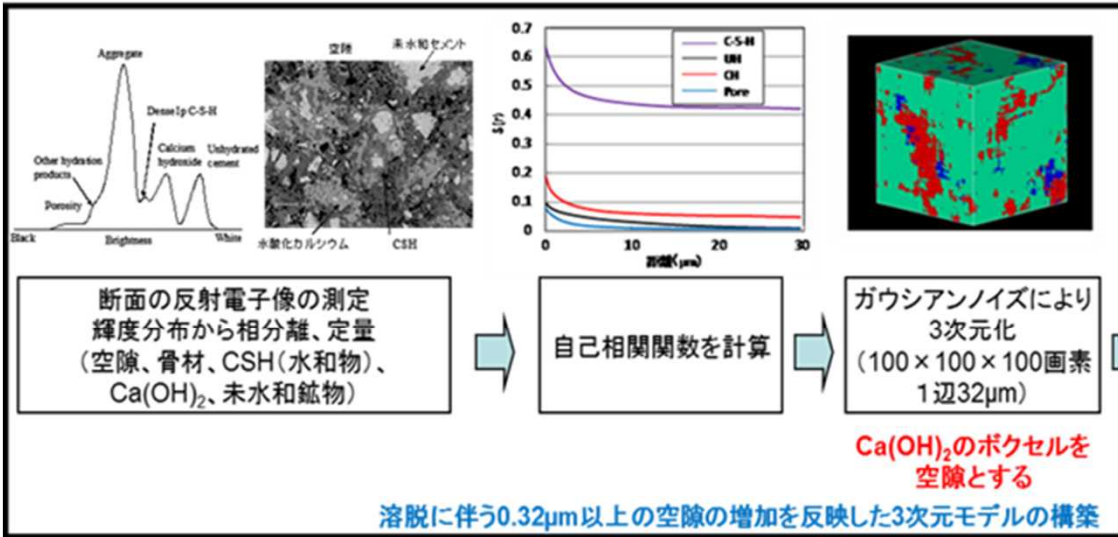 Aggregate
Dense Ip C-S-H
Calcium
hydroxide
Unhydrated
cement
Other hydration
products
Porosity
Black
Brightness
White
空隙
未水和セメント
水酸化カルシウム
CSH
0.7
0.6
0.5
0.4
0.3
0.2
0.1
0
S(r)
C-S-H
UH
CH
Pore
0
10
20
30
距離(μm)
断面の反射電子像の測定
輝度分布から相分離、定量
(空隙、骨材、CSH(水和物)、
Ca(OH)₂、未水和鉱物)
自己相関関数を計算
ガウシアンノイズにより
3次元化
(100×100×100画素
1辺32μm)
Ca(OH)₂のボクセルを
空隙とする
溶脱に伴う0.32μm以上の空隙の増加を反映した3次元モデルの構築